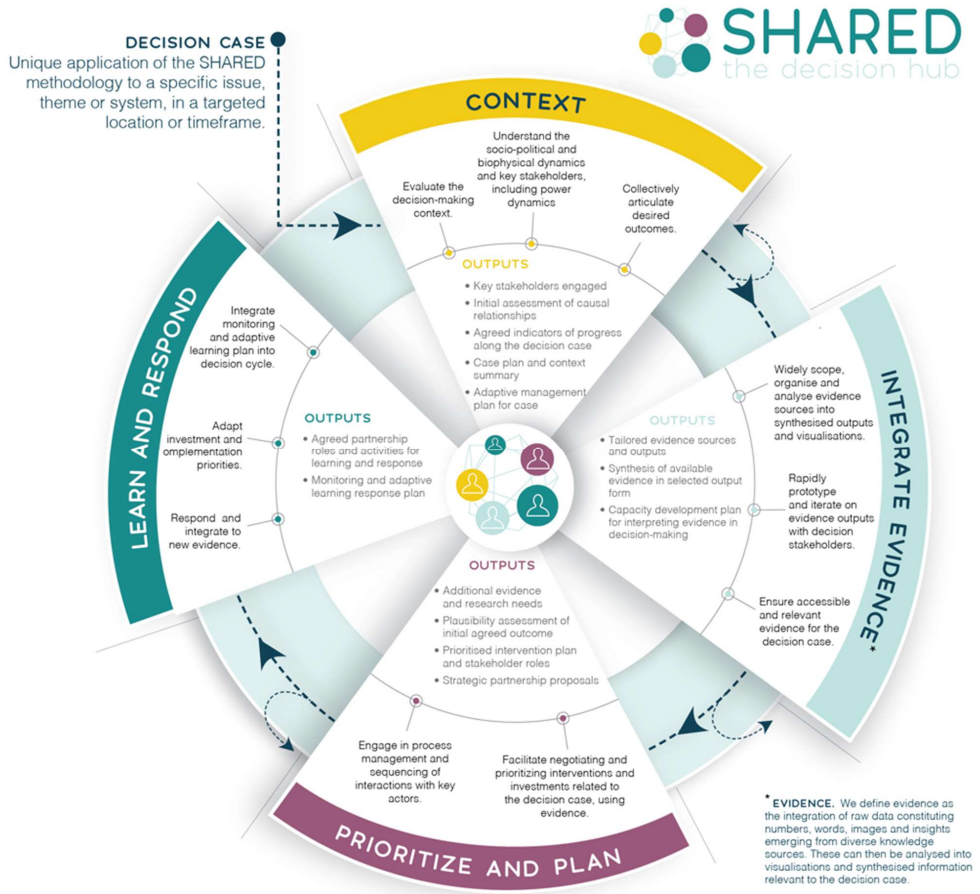 SHARED
the decision hub
DECISION CASE
Unique application of the SHARED
methodology to a specific issue,
theme or system, in a targeted
location or timeframe.
CONTEXT
Evaluate the
decision-making
context.
Understand the
socio-political and
biophysical dynamics
and key stakeholders,
including power
dynamics
Collectively
articulate
desired
outcomes.
OUTPUTS
• Key stakeholders engaged
• Initial assessment of causal
relationships
• Agreed indicators of progress
along the decision case
• Case plan and context
summary
• Adaptive management
plan for case
INTEGRATE EVIDENCE*
Widely scope,
organise and
analyse evidence
sources into
synthesised outputs
and visualisations.
Rapidly
prototype
and iterate on
evidence outputs
with decision
stakeholders.
Ensure accessible
and relevant
evidence for the
decision case.
OUTPUTS
• Tailored evidence sources
and outputs
• Synthesis of available
evidence in selected output
form
• Capacity development plan
for interpreting evidence in
decision-making
OUTPUTS
• Additional evidence
and research needs
• Plausibility assessment of
initial agreed outcome
• Prioritised intervention plan
and stakeholder roles
• Strategic partnership proposals
Engage in process
management and
sequencing of
interactions with key
actors.
Facilitate negotiating and
prioritizing interventions and
investments related to
the decision case, using
evidence.
PRIORITIZE AND PLAN
LEARN AND RESPOND
Integrate
monitoring
and adaptive
learning plan into
decision cycle.
Adapt
investment and
omplementation
priorities.
Respond and
integrate to
new evidence.
OUTPUTS
• Agreed partnership
roles and activities for
learning and response
• Monitoring and adaptive
learning response plan
* EVIDENCE. We define evidence as
the integration of raw data constituting
numbers, words, images and insights
emerging from diverse knowledge
sources. These can then be analysed into
visualisations and synthesised information
relevant to the decision case.